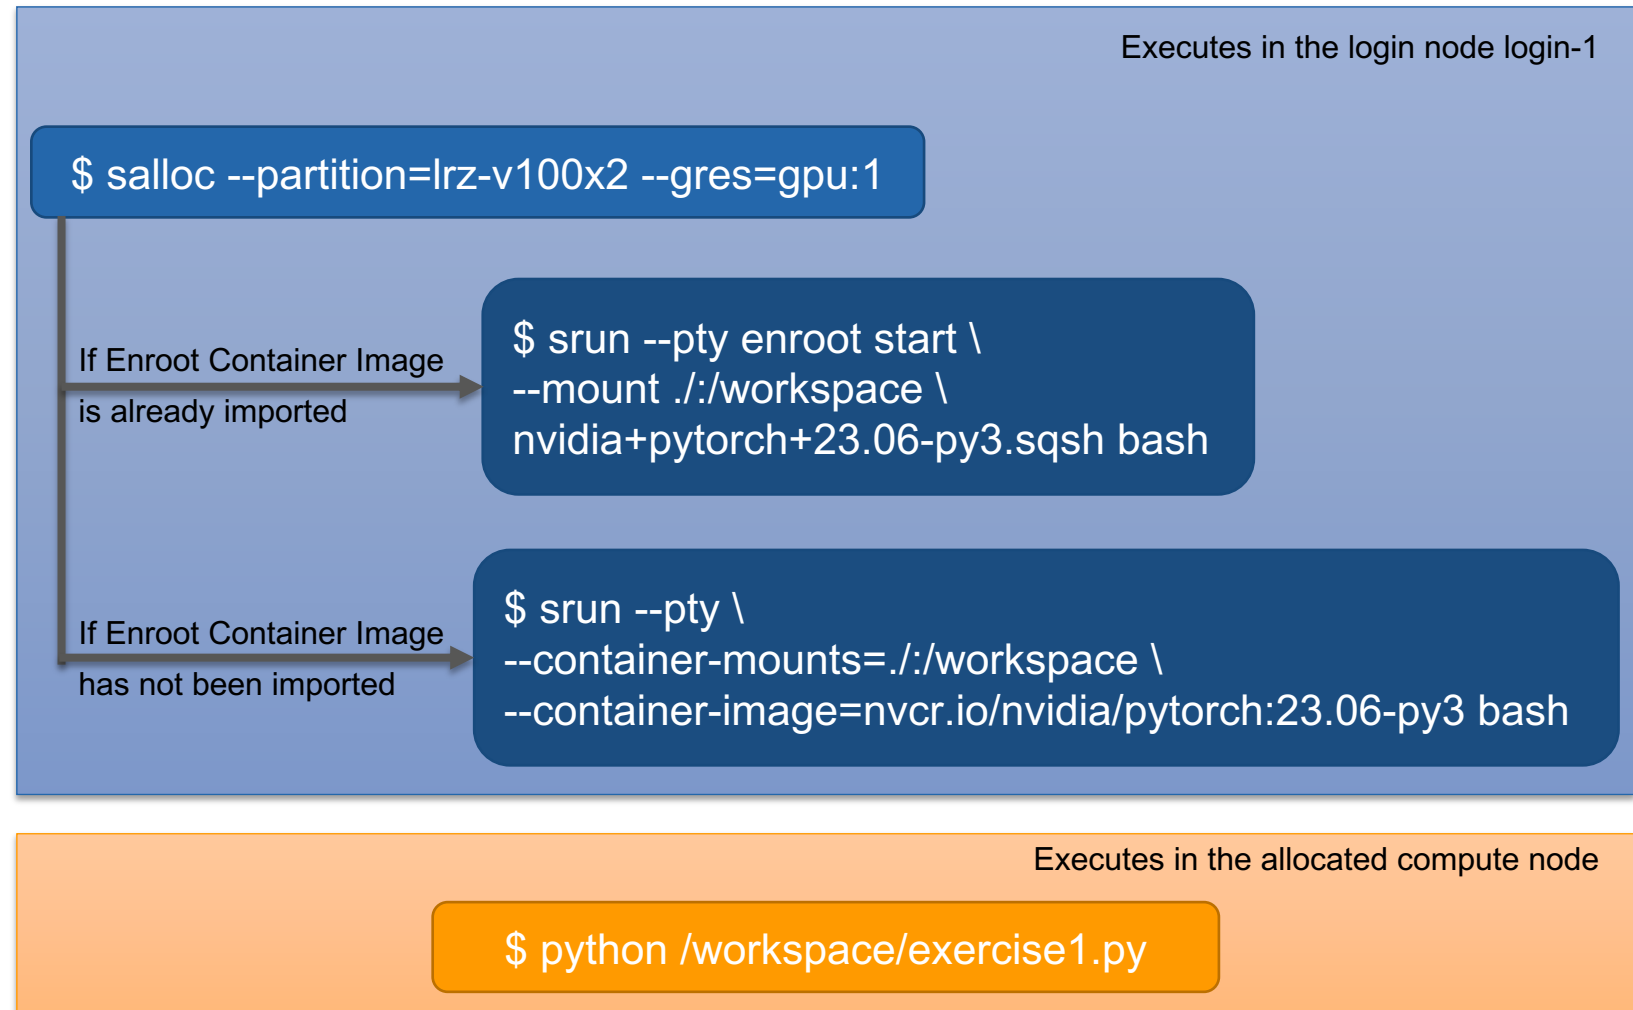 Executes in the login node login-1
$ salloc --partition=lrz-v100x2 --gres=gpu:1
If Enroot Container Image
is already imported
$ srun --pty enroot start \
--mount ./:/workspace \
nvidia+pytorch+23.06-py3.sqsh bash
If Enroot Container Image
has not been imported
$ srun --pty \
--container-mounts=./:/workspace \
--container-image=nvcr.io/nvidia/pytorch:23.06-py3 bash
Executes in the allocated compute node
$ python /workspace/exercise1.py